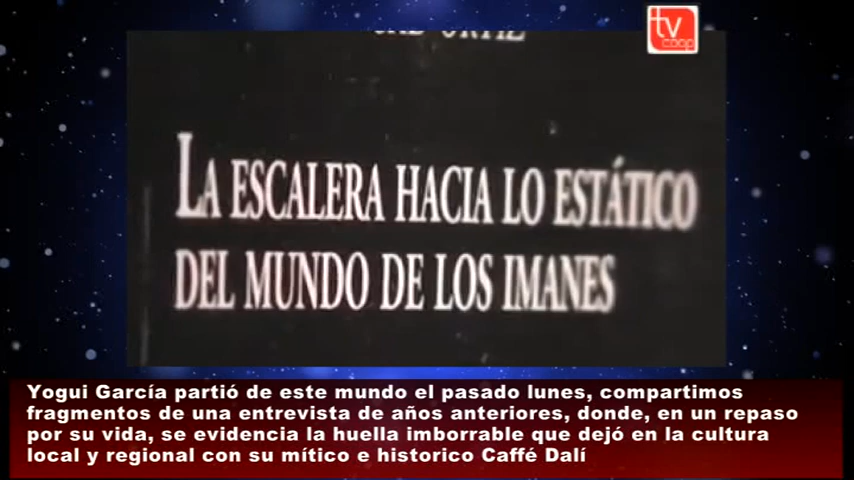 tv
coop
LA ESCALERA HACIA LO ESTÁTICO
DEL MUNDO DE LOS IMANES
Yogui García partió de este mundo el pasado lunes, compartimos
fragmentos de una entrevista de años anteriores, donde, en un repaso
por su vida, se evidencia la huella imborrable que dejó en la cultura
local y regional con su mítico e historico Caffé Dalí